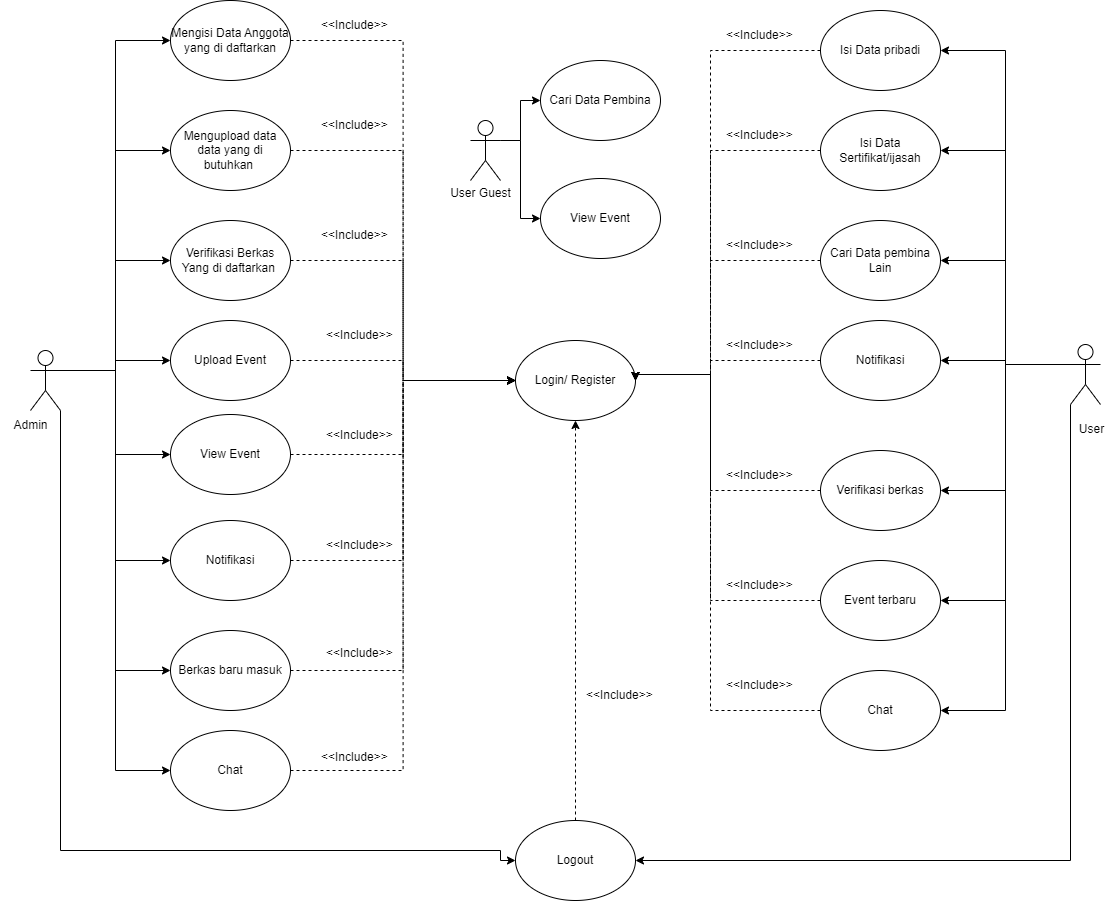 Mengisi Data Anggota
yang di daftarkan
<<Include>>
Mengupload data
data yang di
butuhkan
<<Include>>
Verifikasi Berkas
Yang di daftarkan
<<Include>>
Upload Event
<<Include>>
Admin
View Event
<<Include>>
Notifikasi
<<Include>>
Berkas baru masuk
<<Include>>
Chat
<<Include>>
Cari Data Pembina
User Guest
View Event
Login/ Register
<<Include>>
Logout
<<Include>>
Isi Data pribadi
<<Include>>
Isi Data
Sertifikat/ijasah
<<Include>>
Cari Data pembina
Lain
<<Include>>
Notifikasi
User
<<Include>>
Verifikasi berkas
<<Include>>
Event terbaru
<<Include>>
Chat